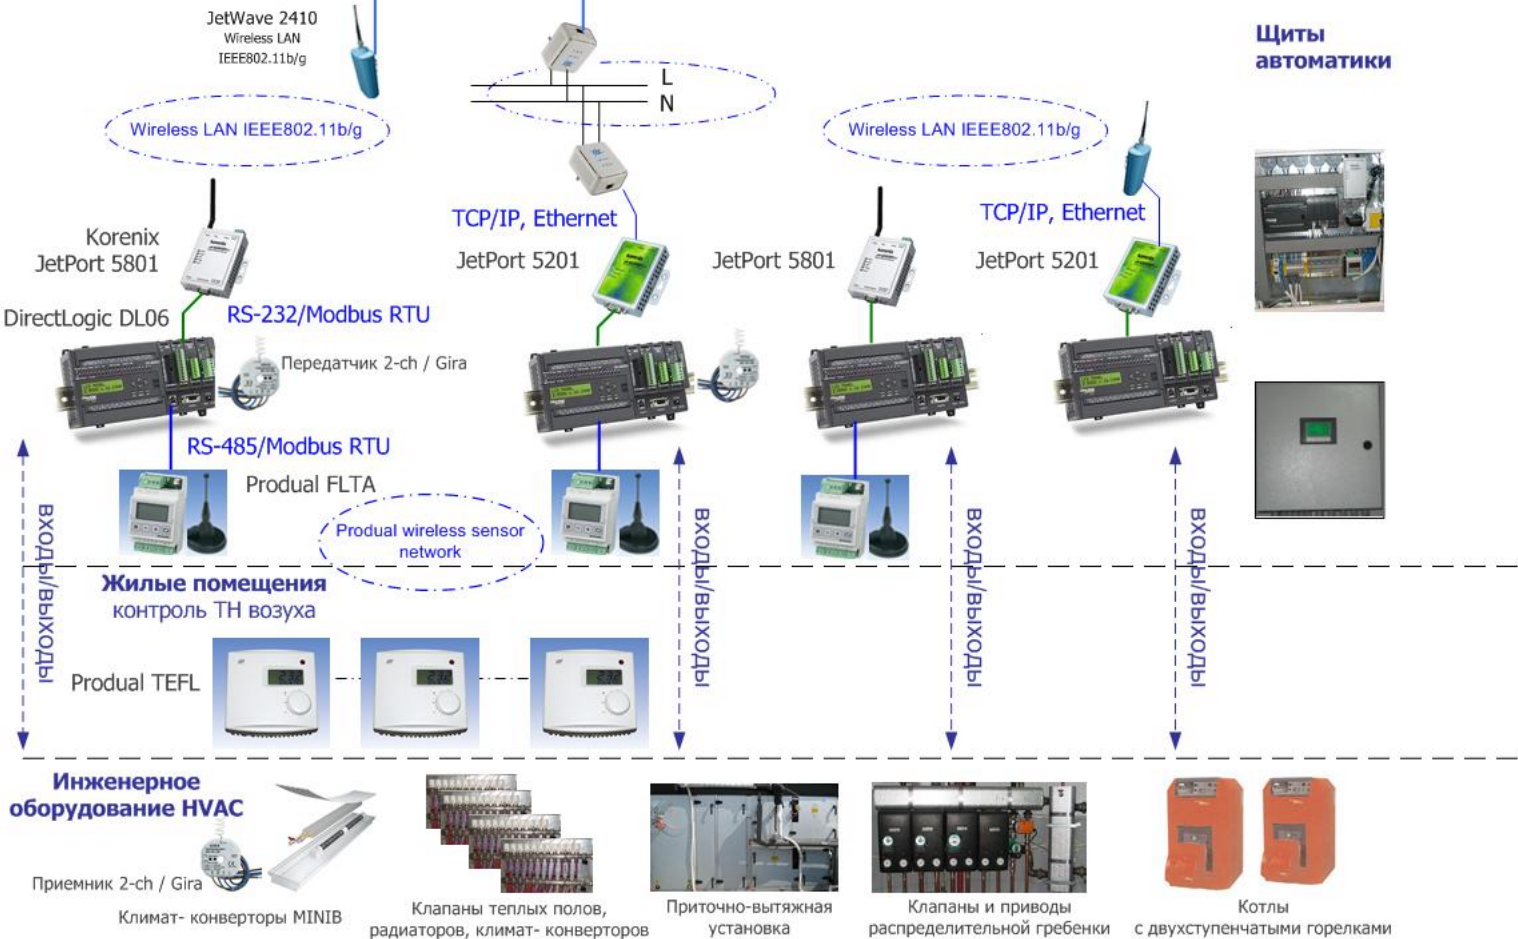 JetWave 2410
Wireless LAN
IEEE802.11b/g
L
N
Щиты
автоматики
Wireless LAN IEEE802.11b/g
Wireless LAN IEEE802.11b/g
TCP/IP, Ethernet
TCP/IP, Ethernet
Korenix
JetPort 5801
JetPort 5201
JetPort 5801
JetPort 5201
DirectLogic DL06
RS-232/Modbus RTU
Передатчик 2-ch / Gira
RS-485/Modbus RTU
Produal FLTA
Produal wireless sensor
network
входы/выходы
входы/выходы
входы/выходы
входы/выходы
Жилые помещения
контроль ТН возуха
Produal TEFL
Инженерное
оборудование HVAC
Приемник 2-ch / Gira
Климат- конверторы MINIB
Клапаны теплых полов,
радиаторов, климат- конверторов
Приточно-вытяжная
установка
Клапаны и приводы
распределительной гребенки
Котлы
с двухступенчатыми горелками